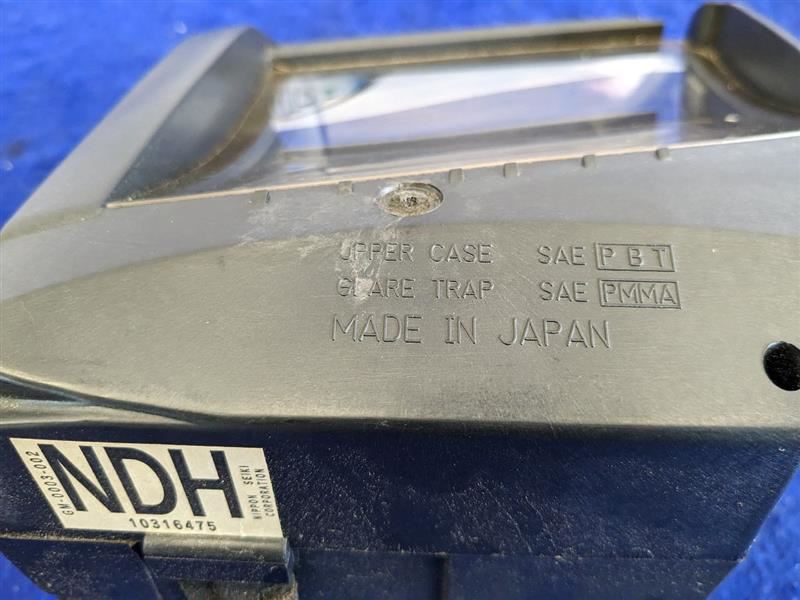 UPPER CASE SAE PBT
GLARE TRAP SAE PMMA
MADE IN JAPAN
GM-0003-002
NDH
NIPPON SEIKI
CORPORATION
10316475